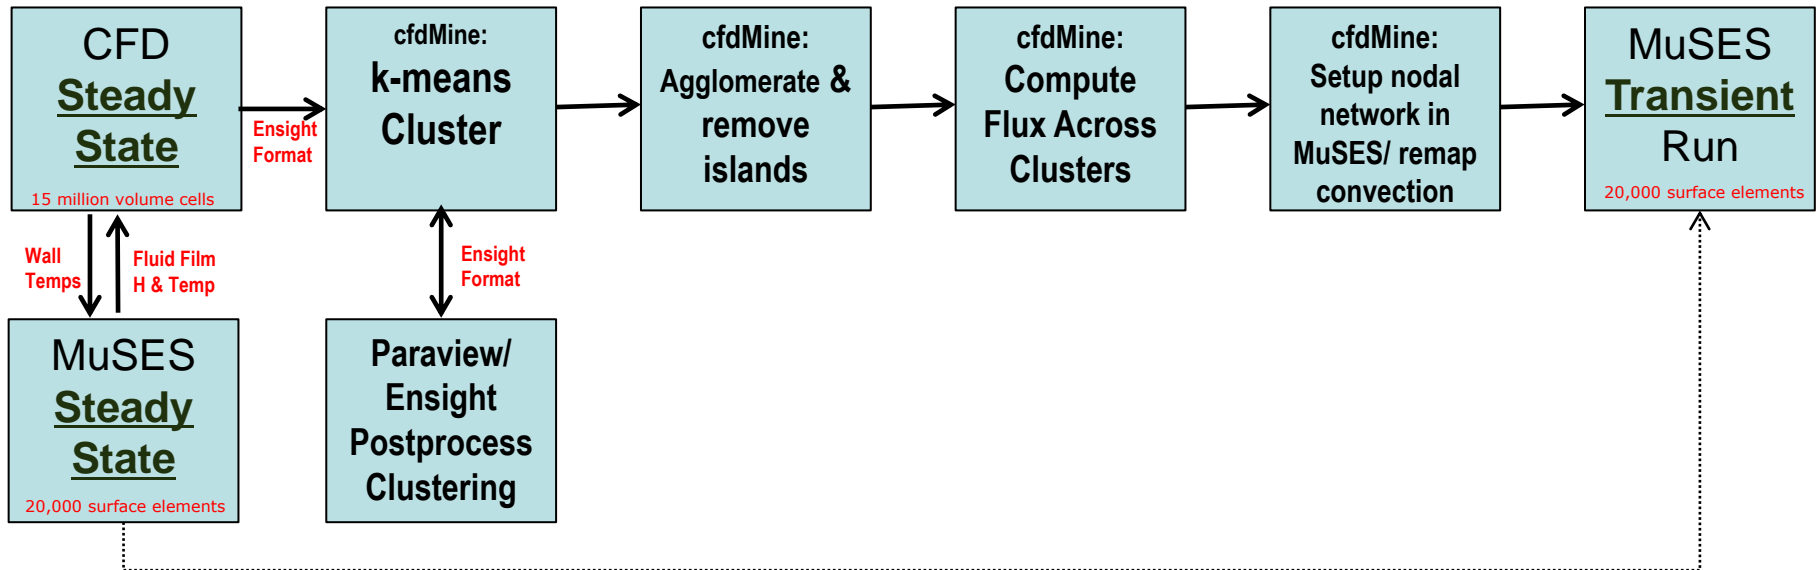 CFD
Steady
State
15 million volume cells
Ensight
Format
cfdMine:
k-means
Cluster
cfdMine:
Agglomerate &
remove
islands
cfdMine:
Compute
Flux Across
Clusters
cfdMine:
Setup nodal
network in
MuSES/ remap
convection
MuSES
Transient
Run
20,000 surface elements
Wall
Temps
Fluid Film
H & Temp
Ensight
Format
MuSES
Steady
State
20,000 surface elements
Paraview/
Ensight
Postprocess
Clustering